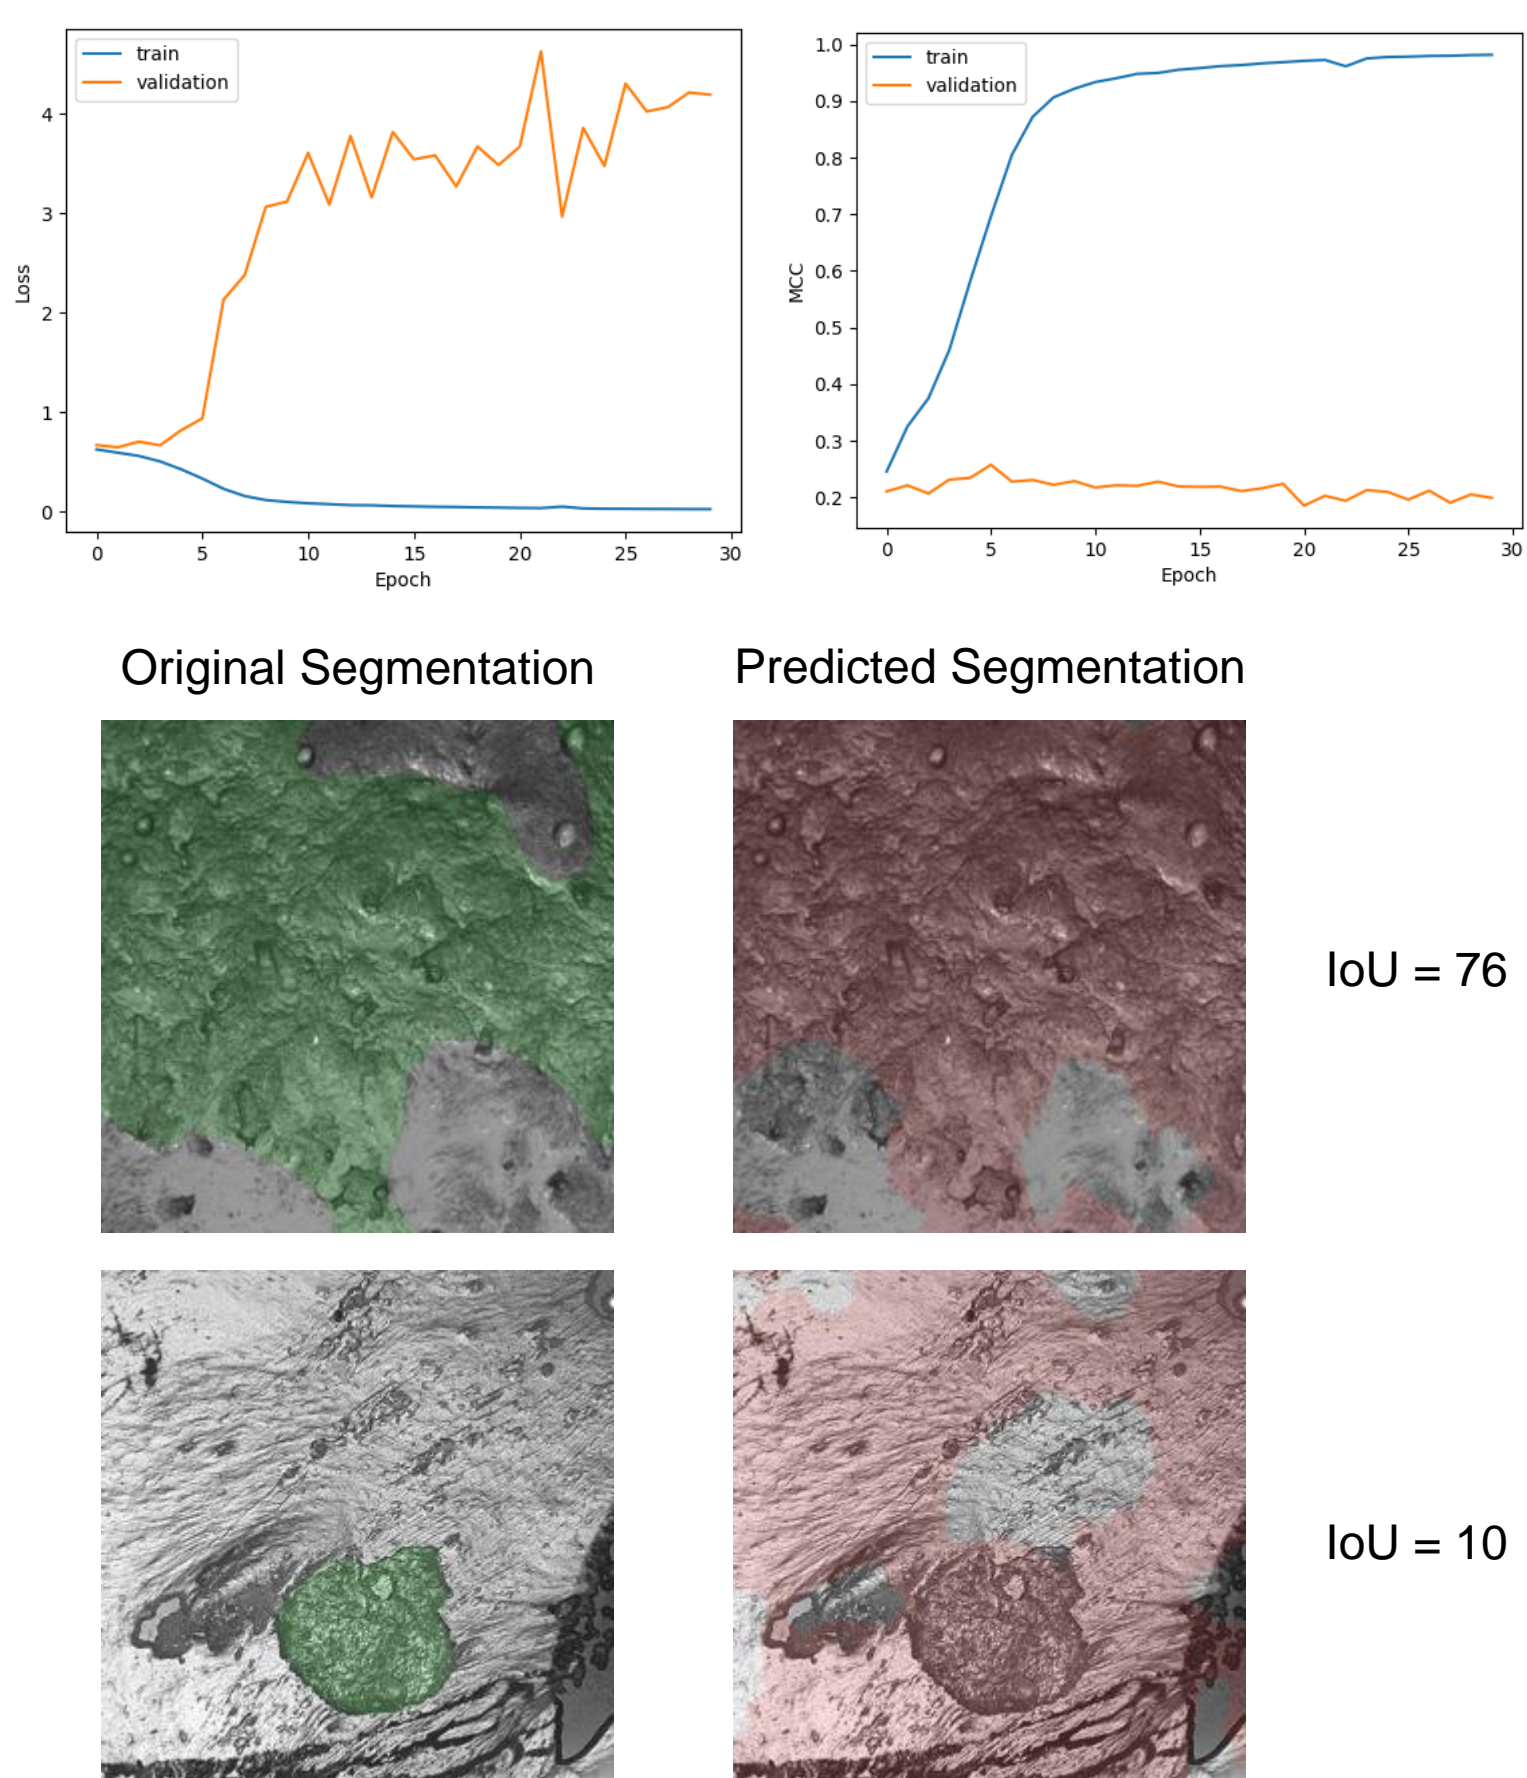 train
validation
4
3
2
1
0
Loss
0 5 10 15 20 25 30
Epoch
train
validation
1.0
0.9
0.8
0.7
0.6
0.5
0.4
0.3
0.2
MCC
0 5 10 15 20 25 30
Epoch
Original Segmentation
Predicted Segmentation
IoU = 76
IoU = 10